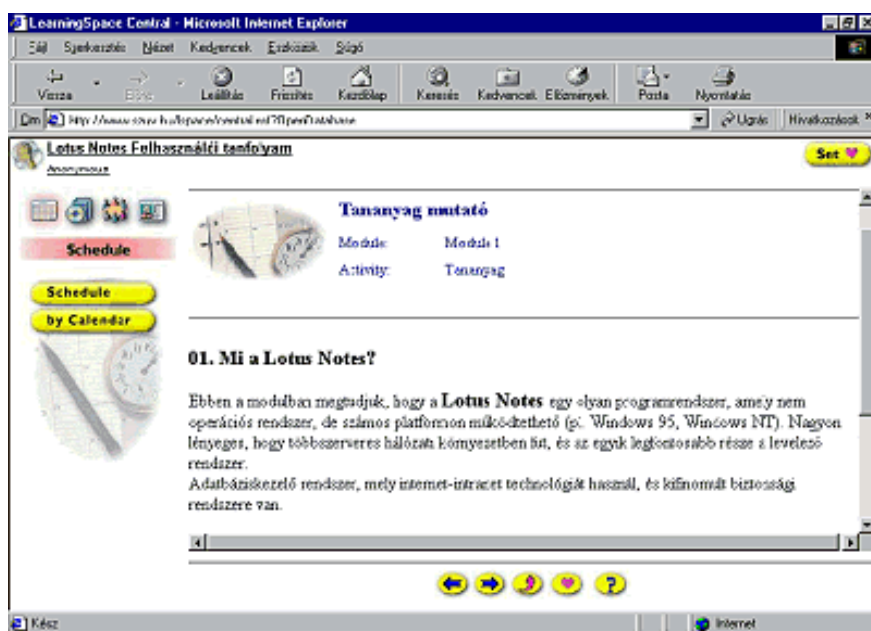 LearningSpace Central - Microsoft Internet Explorer
Fájl Szerkesztés Nézet Kedvencek Eszközök Súgó
Vissza Előre Leállítás Frissítés Kezdőlap Keresés Kedvencek Előzmények Posta Nyomtatás
Ugrás Hivatkozások
Lotus Notes Felhasználói tanfolyam
Anonymous
Set
Schedule
Schedule
by Calendar
Tananyag mutató
Module: Module 1
Activity: Tananyag
01. Mi a Lotus Notes?
Ebben a modulban megtudjuk, hogy a Lotus Notes egy olyan programrendszer, amely nem
operációs rendszer, de számos platformon működtethető (pl. Windows 95, Windows NT). Nagyon
lényeges, hogy többszerveres hálózati környezetben fut, és az egyik legfontosabb része a levelező
rendszer.
Adatbáziskezelő rendszer, mely internet-intranet technológiát használ, és kifinomult biztonsági
rendszere van.
Kész
Internet